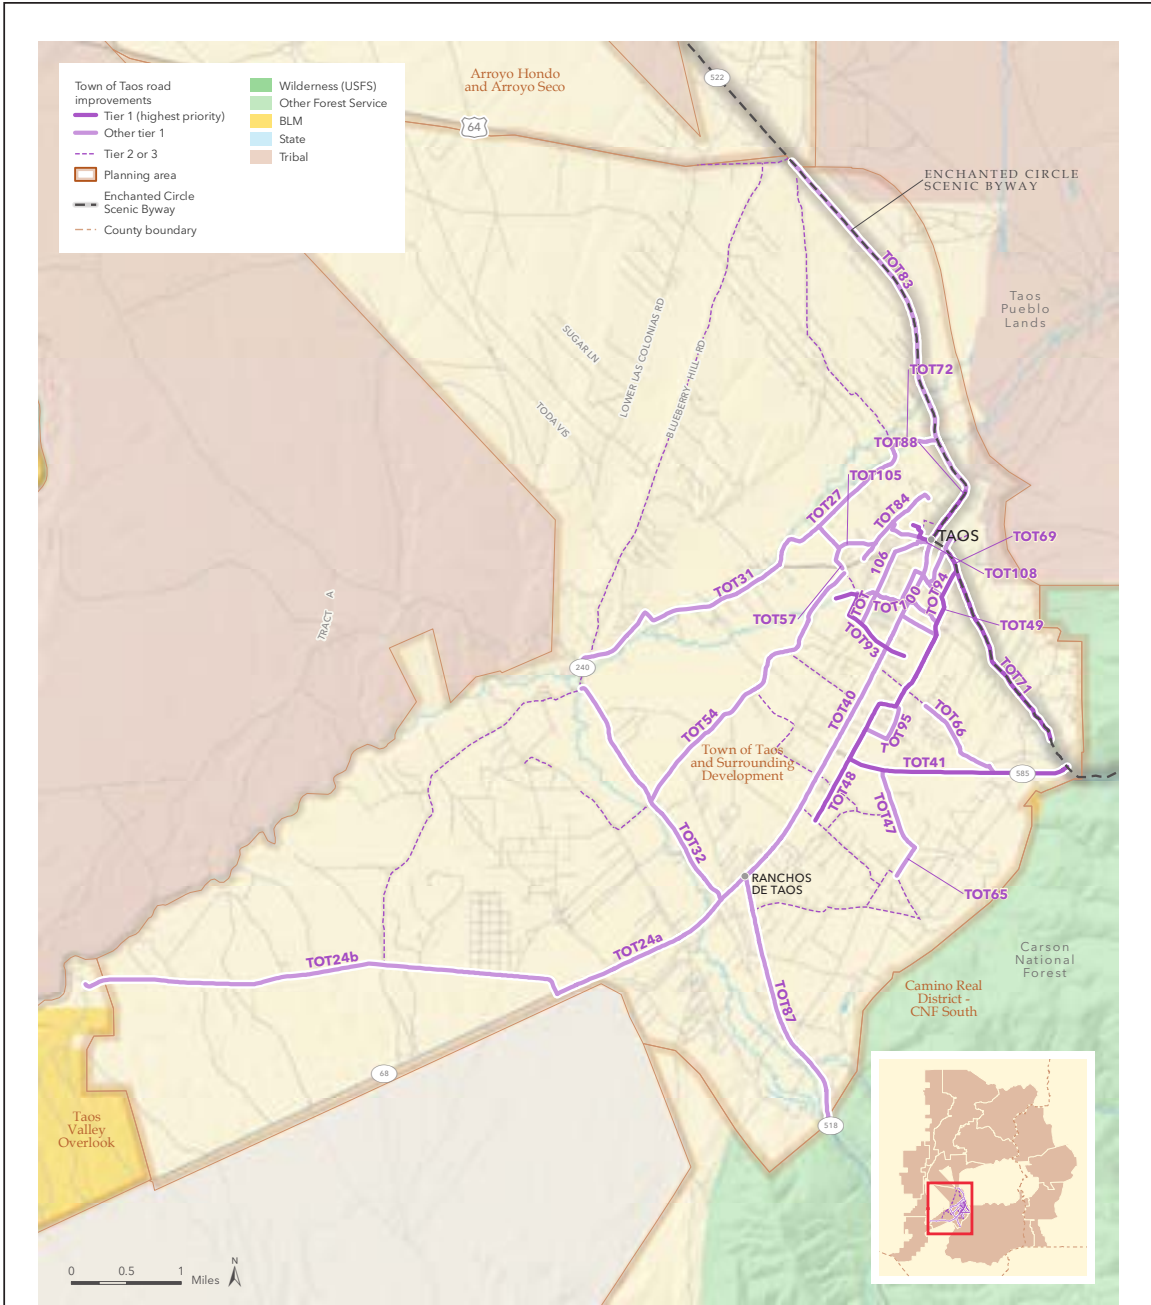 Town of Taos road
improvements
Tier 1 (highest priority)
Other tier 1
Tier 2 or 3
Planning area
Enchanted Circle
Scenic Byway
County boundary
Wilderness (USFS)
Other Forest Service
BLM
State
Tribal
Arroyo Hondo
and Arroyo Seco
522
64
ENCHANTED CIRCLE
SCENIC BYWAY
TOT83
Taos
Pueblo
Lands
SUGAR LN
LOWER LAS COLONIAS RD
BLUEBERRY HILL RD
TODA VIS
TOT72
TOT88
TOT105
TOT27
TOT84
TAOS
TOT69
TOT108
106
TOT
TOT31
TOT100
TOT94
TRACT A
TOT57
TOT49
TOT93
240
TOT71
TOT40
TOT54
TOT95
TOT66
Town of Taos
and Surrounding
Development
TOT41
585
TOT48
TOT47
TOT32
RANCHOS
DE TAOS
TOT65
TOT24a
TOT24b
Carson
National
Forest
Camino Real
District -
CNF South
TOT87
68
518
Taos
Valley
Overlook
0 0.5 1 Miles
N